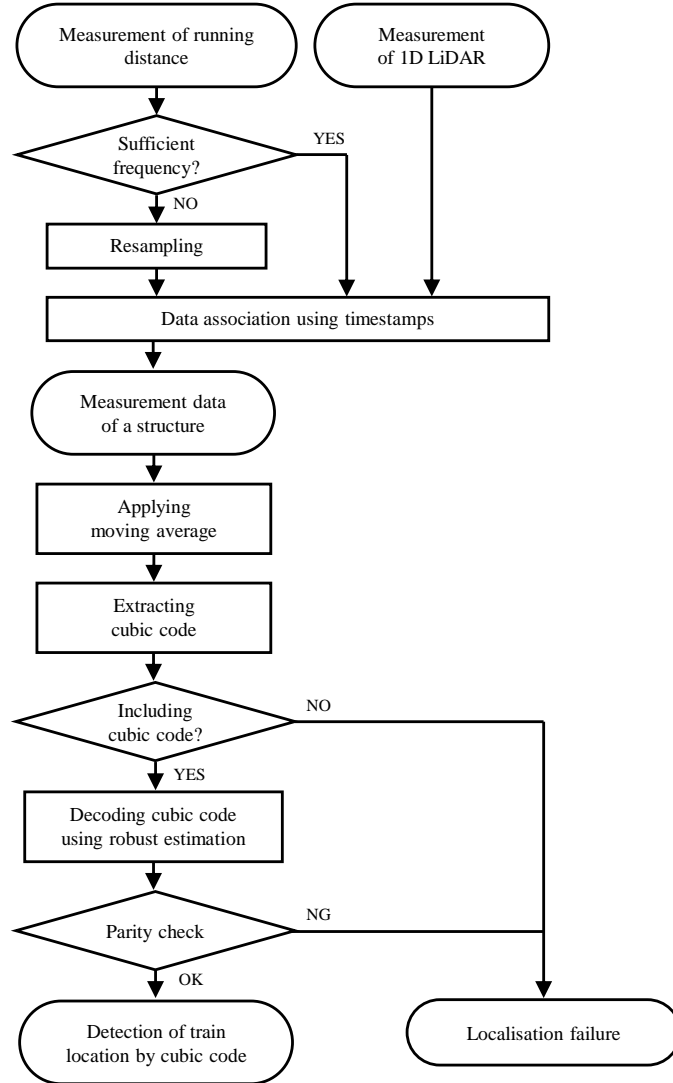 Measurement of running
distance
Measurement
of 1D LiDAR
Sufficient
frequency?
YES
NO
Resampling
Data association using timestamps
Measurement data
of a structure
Applying
moving average
Extracting
cubic code
Including
cubic code?
NO
YES
Decoding cubic code
using robust estimation
Parity check
NG
OK
Detection of train
location by cubic code
Localisation failure